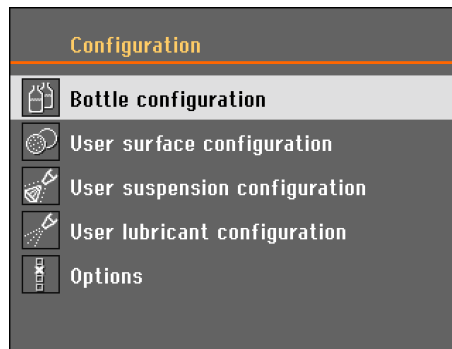 Configuration
Bottle configuration
User surface configuration
User suspension configuration
User lubricant configuration
Options